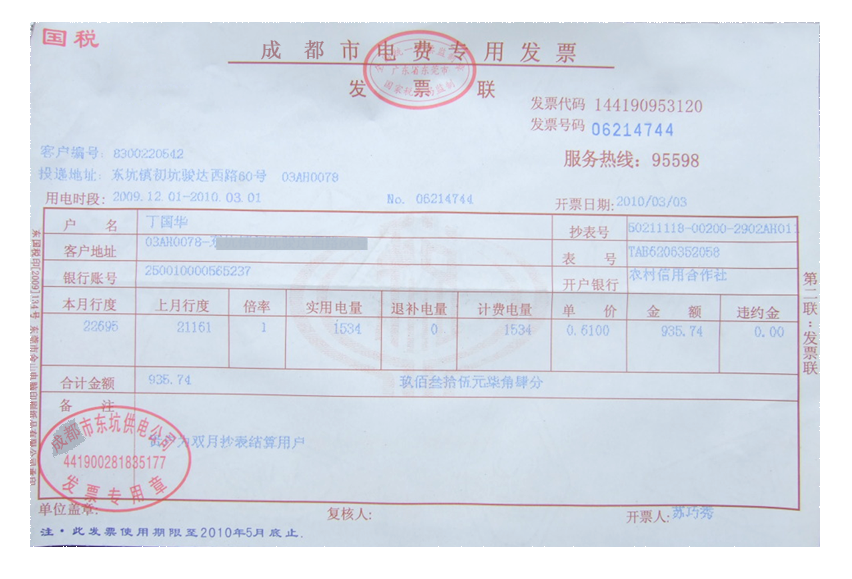 国税
成都市电费专用发票
发票联
发票代码 144190953120
发票号码 06214744
服务热线: 95598
客户编号: 8300220542
投递地址: 东坑镇初坑骏达西路60号 03AH0078
用电时段: 2009.12.01-2010.03.01 No. 06214744 开票日期: 2010/03/03
户名 丁国华 抄表号 50211118-00200-2902AH011
客户地址 03AH0078- 表号 TAB5206352058
银行账号 250010000565237 开户银行 农村信用合作社
本月行度 上月行度 倍率 实用电量 退补电量 计费电量 单价 金额 违约金
22695 21161 1 1534 0 1534 0.6100 935.74 0.00
合计金额 935.74 玖佰叁拾伍元柒角肆分
备注
为双月抄表结算用户
成都市东坑供电公司
441900281835177
发票专用章
单位盖章: 复核人: 开票人: 苏巧亮
注·此发票使用期限至2010年5月底止.
第二联:发票联